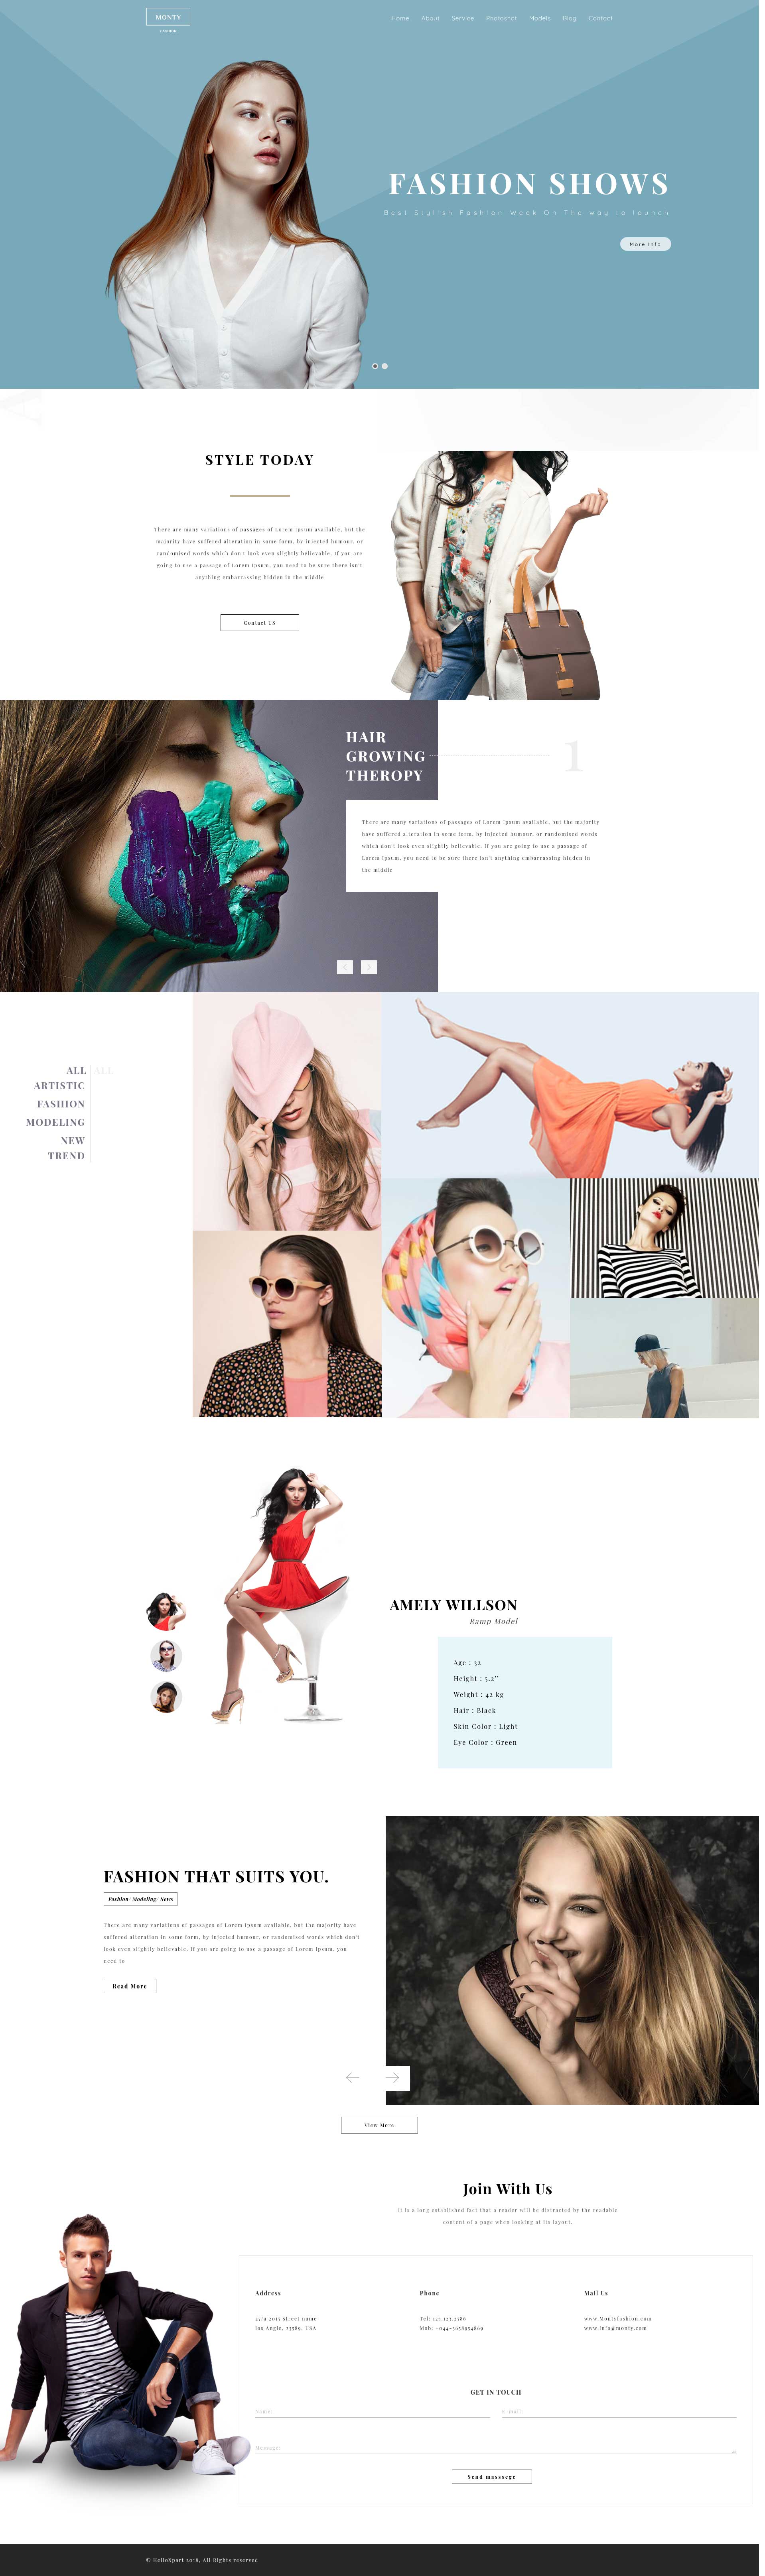 MONTY
Home About Service Photoshot Models Blog Contact
FASHION SHOWS
Best Stylish Fashion Week On The way to lounch
More Info
STYLE TODAY
There are many variations of passages of Lorem Ipsum available, but the
majority have suffered alteration in some form, by injected humour, or
randomised words which don't look even slightly believable. If you are
going to use a passage of Lorem Ipsum, you need to be sure there isn't
anything embarrassing hidden in the middle
Contact US
HAIR
GROWING
THEROPY
1
There are many variations of passages of Lorem Ipsum available, but the majority
have suffered alteration in some form, by injected humour, or randomised words
which don't look even slightly believable. If you are going to use a passage of
Lorem Ipsum, you need to be sure there isn't anything embarrassing hidden in
the middle
ALL ALL
ARTISTIC
FASHION
MODELING
NEW
TREND
AMELY WILLSON
Ramp Model
Age : 32
Height : 5.2''
Weight : 42 kg
Hair : Black
Skin Color : Light
Eye Color : Green
FASHION THAT SUITS YOU.
Fashion/ Modeling/ News
There are many variations of passages of Lorem Ipsum available, but the majority have
suffered alteration in some form, by injected humour, or randomised words which don't
look even slightly believable. If you are going to use a passage of Lorem Ipsum, you
need to
Read More
View More
Join With Us
It is a long established fact that a reader will be distracted by the readable
content of a page when looking at its layout.
Address Phone Mail Us
27/a 2015 street name Tel: 123.123.2386 www.Montyfashion.com
los Angle, 23389, USA www.info@monty.com
GET IN TOUCH
Name: E-mail:
Message:
Send masssege
© HelloXpart 2018, All Rights reserved